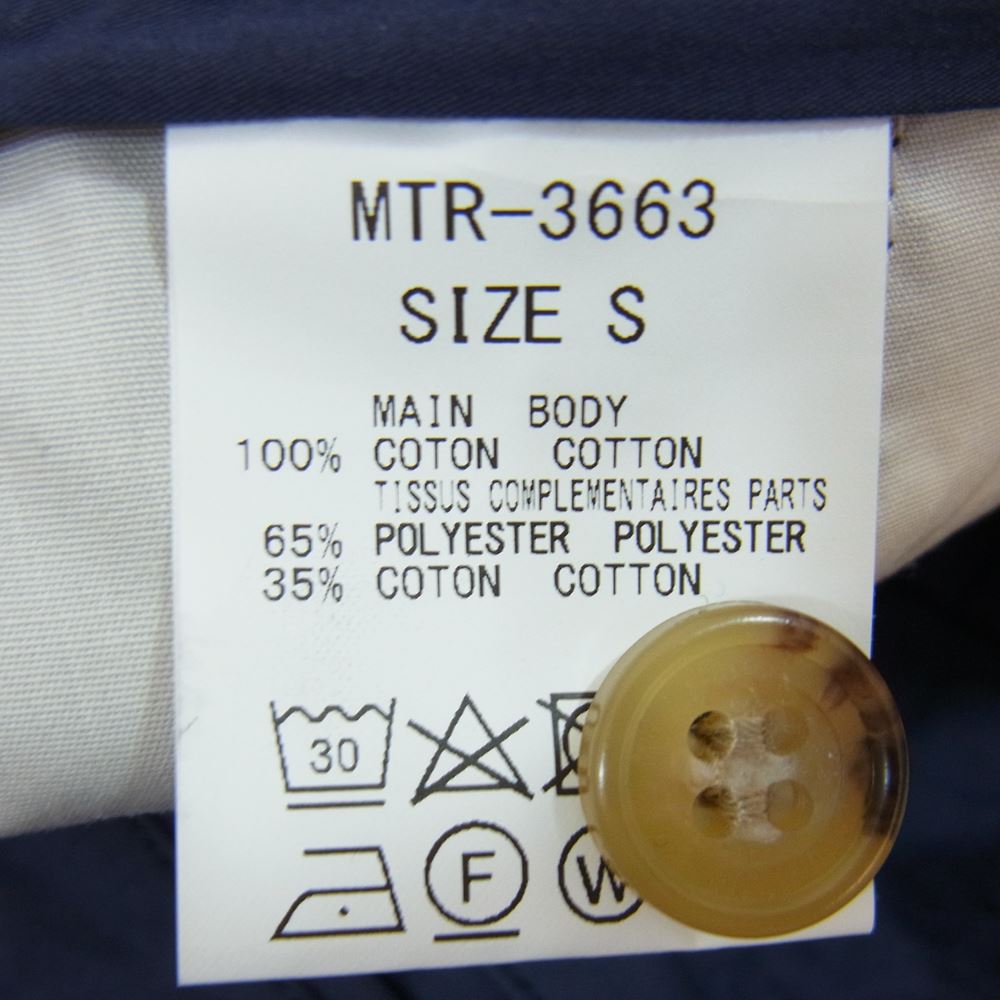 MTR-3663
SIZE S
MAIN BODY
100% COTON COTTON
TISSUS COMPLEMENTAIRES PARTS
65% POLYESTER POLYESTER
35% COTON COTTON
30
F W